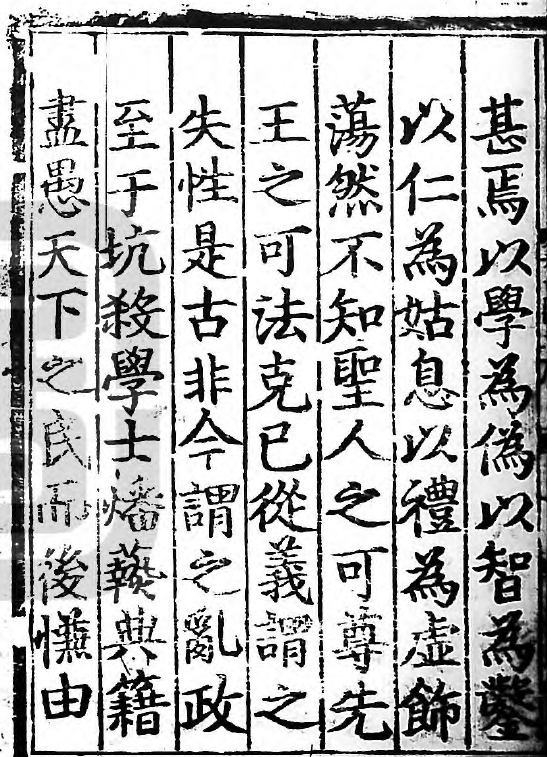 甚焉以學為偽以智為鑿
以仁為姑息以禮為虛飾
蕩然不知聖人之可尊先
王之可法克已從義謂之
失性是古非今謂之亂政
至于坑殺學士燔爇典籍
盡愚天下之民而後慊由